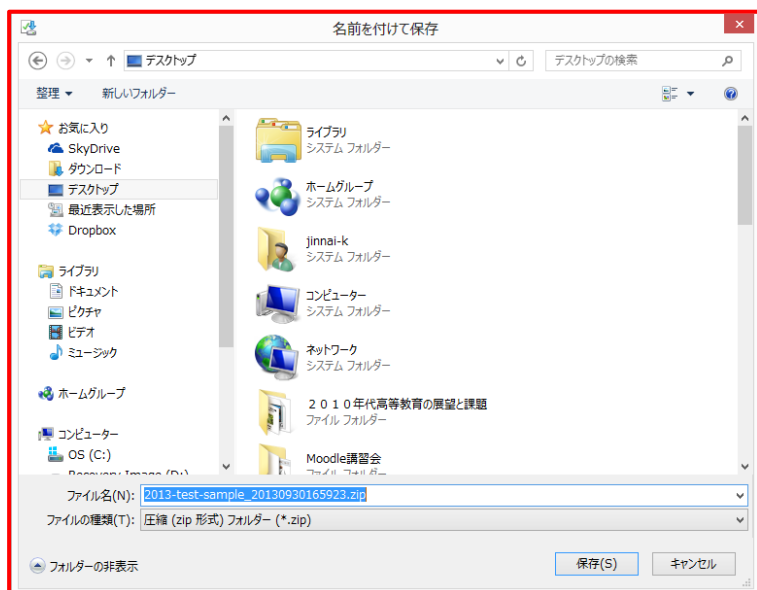 名前を付けて保存
デスクトップ
デスクトップの検索
整理
新しいフォルダー
お気に入り
SkyDrive
ダウンロード
デスクトップ
最近表示した場所
Dropbox
ライブラリ
ドキュメント
ピクチャ
ビデオ
ミュージック
ホームグループ
コンピューター
OS (C:)
Recovery Image (D:)
ライブラリ
システム フォルダー
ホームグループ
システム フォルダー
jinnai-k
システム フォルダー
コンピューター
システム フォルダー
ネットワーク
システム フォルダー
２０１０年代高等教育の展望と課題
ファイル フォルダー
Moodle講習会
ファイル フォルダー
ファイル名(N): 2013-test-sample_20130930165923.zip
ファイルの種類(T): 圧縮 (zip 形式) フォルダー (*.zip)
フォルダーの非表示
保存(S)
キャンセル